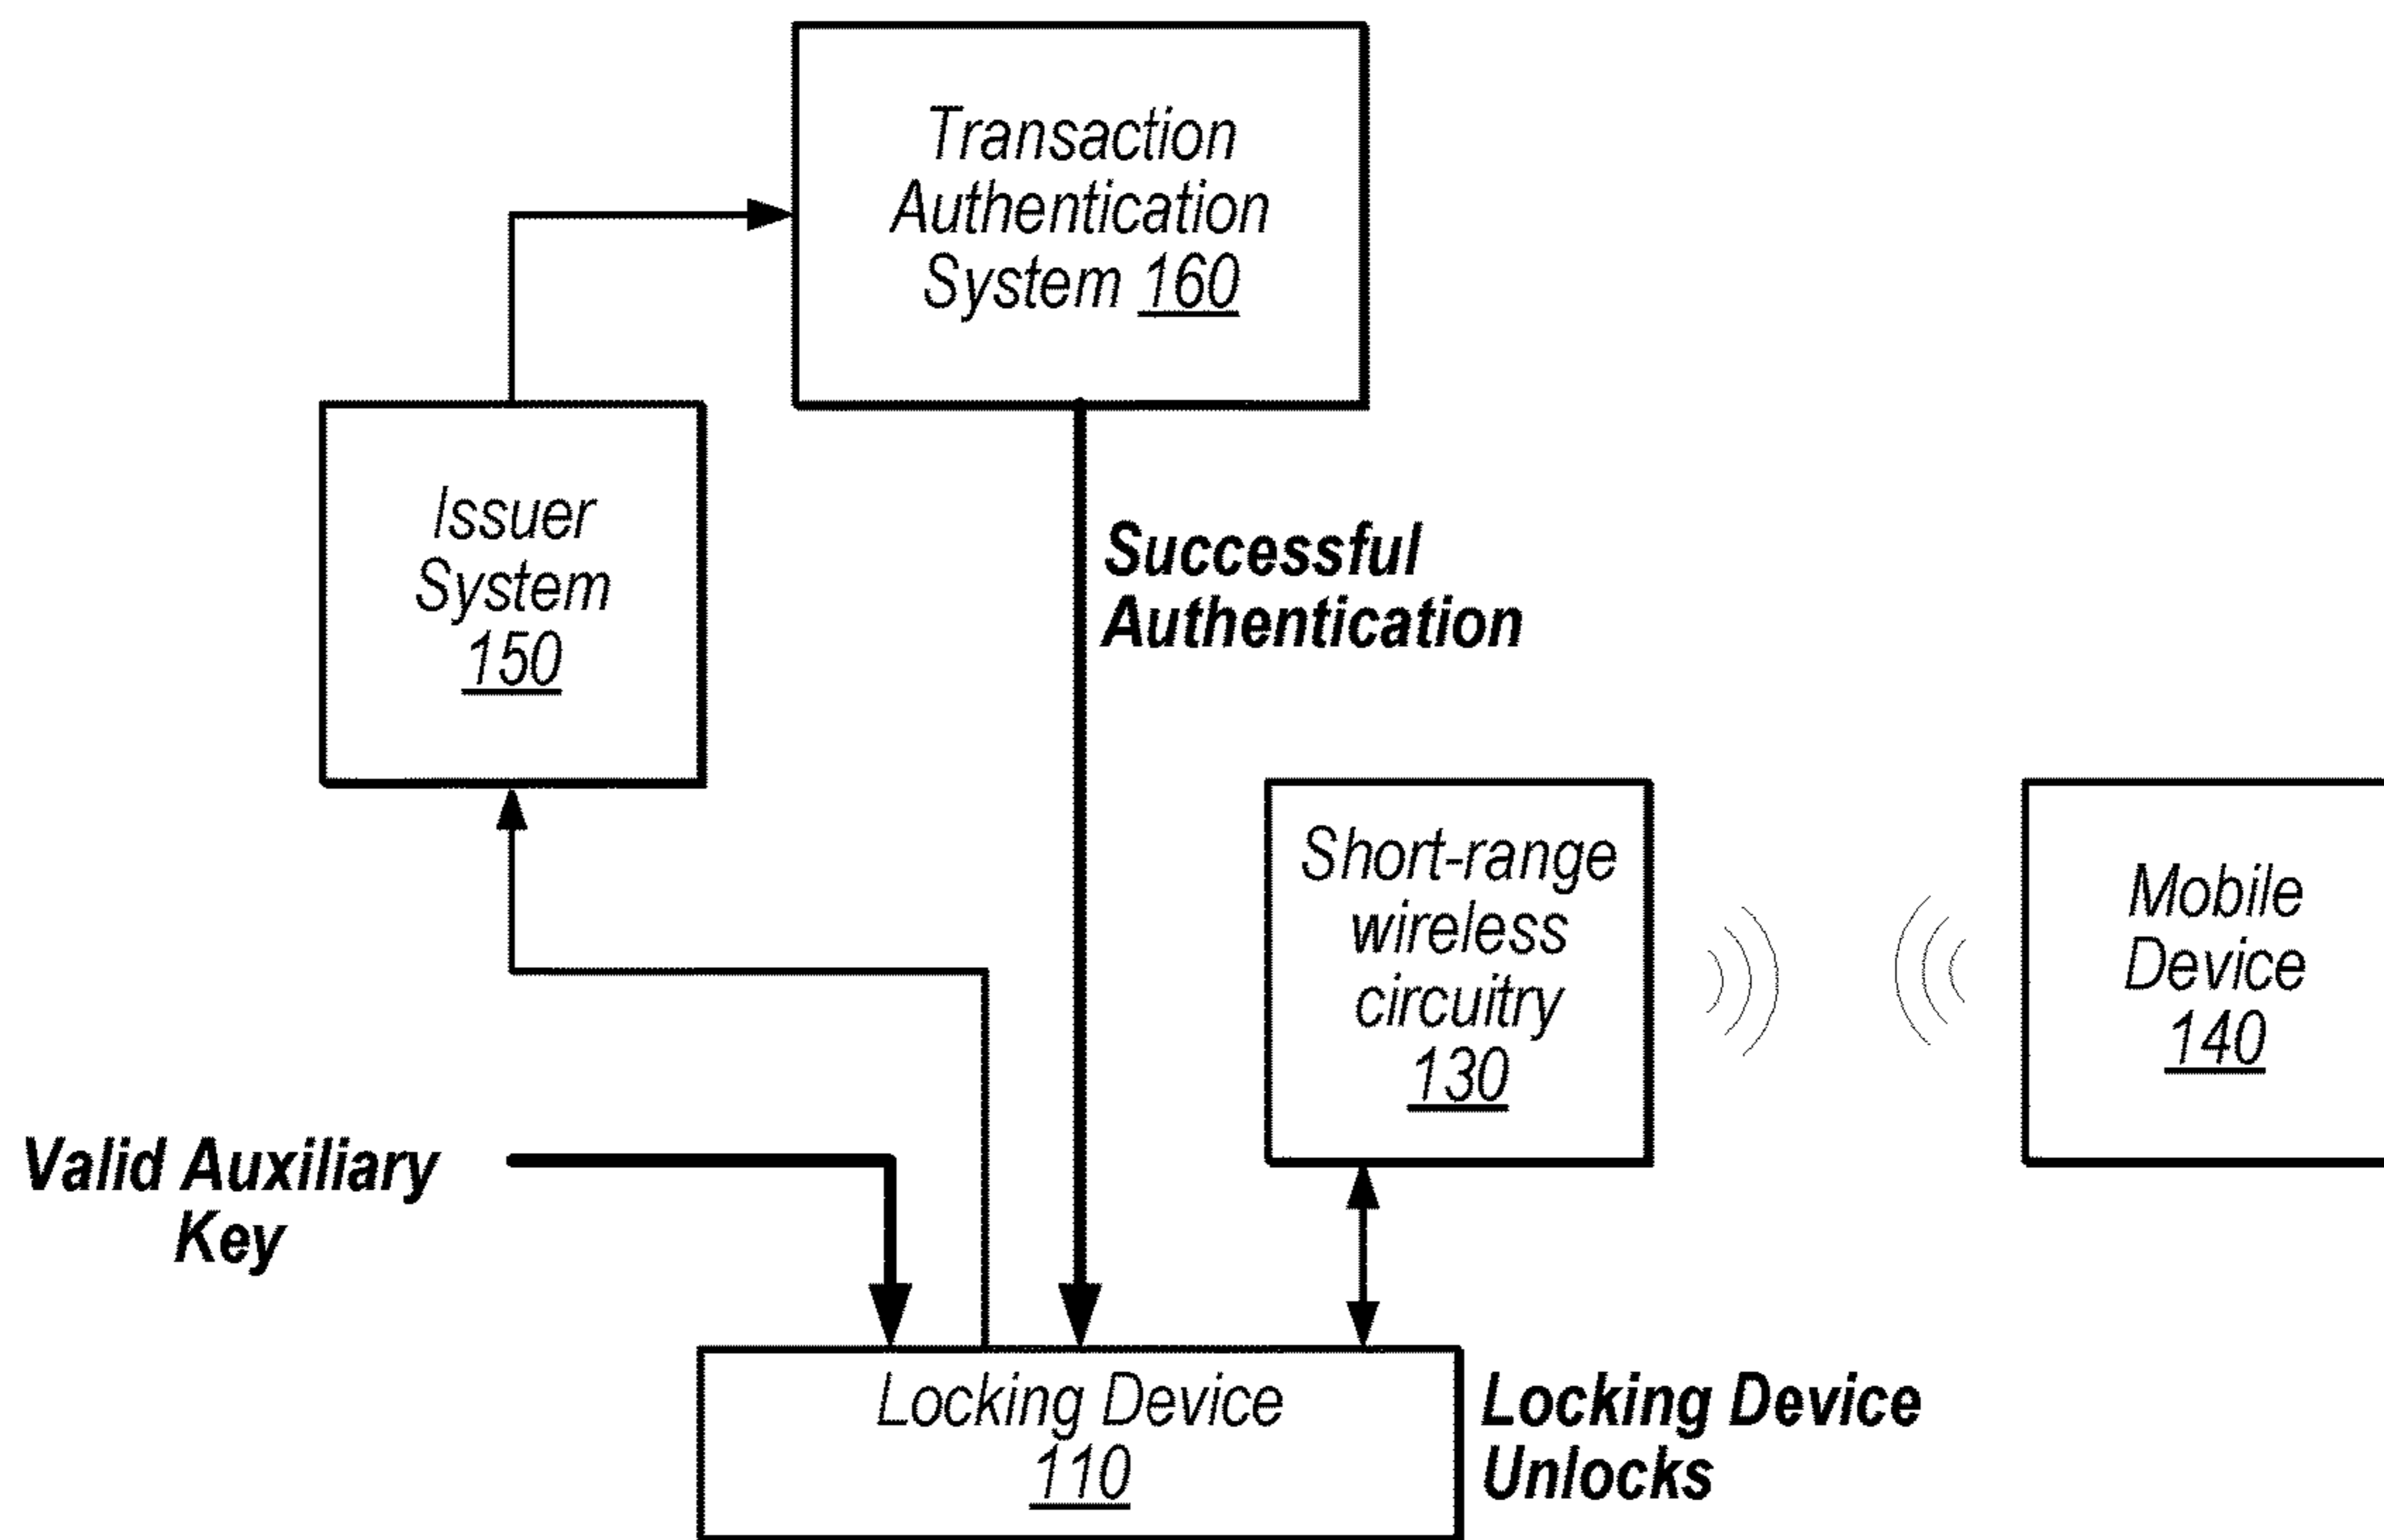 Transaction
Authentication
System 160
Issuer
System
150
Successful
Authentication
Short-range
wireless
circuitry
130
Mobile
Device
140
Valid Auxiliary
Key
Locking Device
110
Locking Device
Unlocks